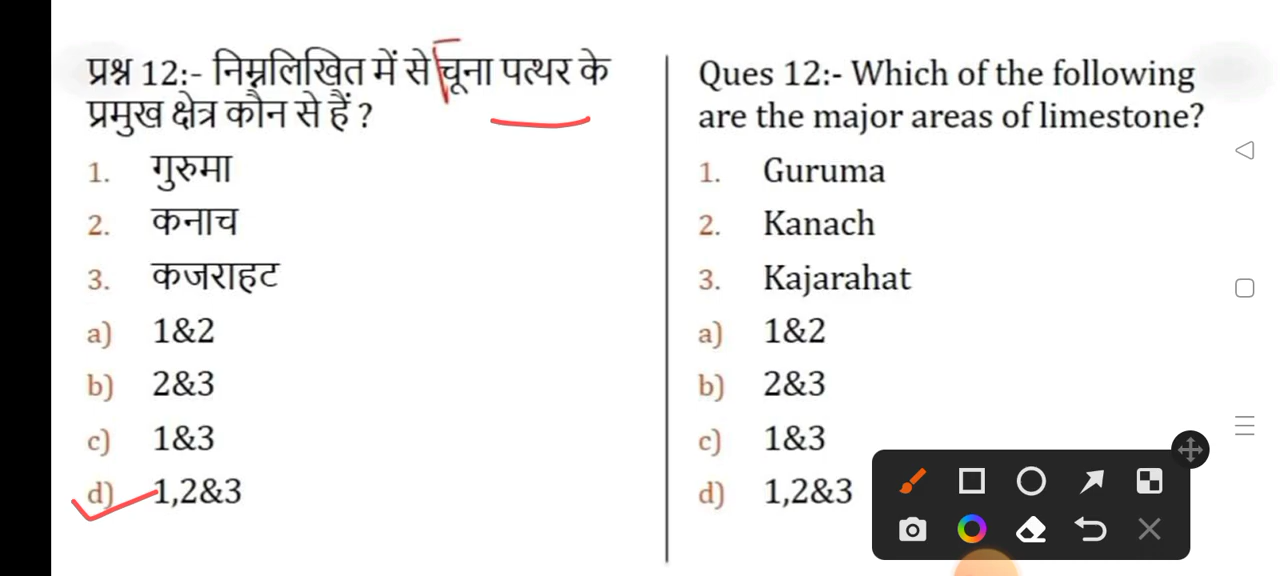 प्रश्न 12:- निम्नलिखित में से चूना पत्थर के
प्रमुख क्षेत्र कौन से हैं ?
1. गुरुमा
2. कनाच
3. कजराहट
a) 1&2
b) 2&3
c) 1&3
d) 1,2&3
Ques 12:- Which of the following
are the major areas of limestone?
1. Guruma
2. Kanach
3. Kajarahat
a) 1&2
b) 2&3
c) 1&3
d) 1,2&3